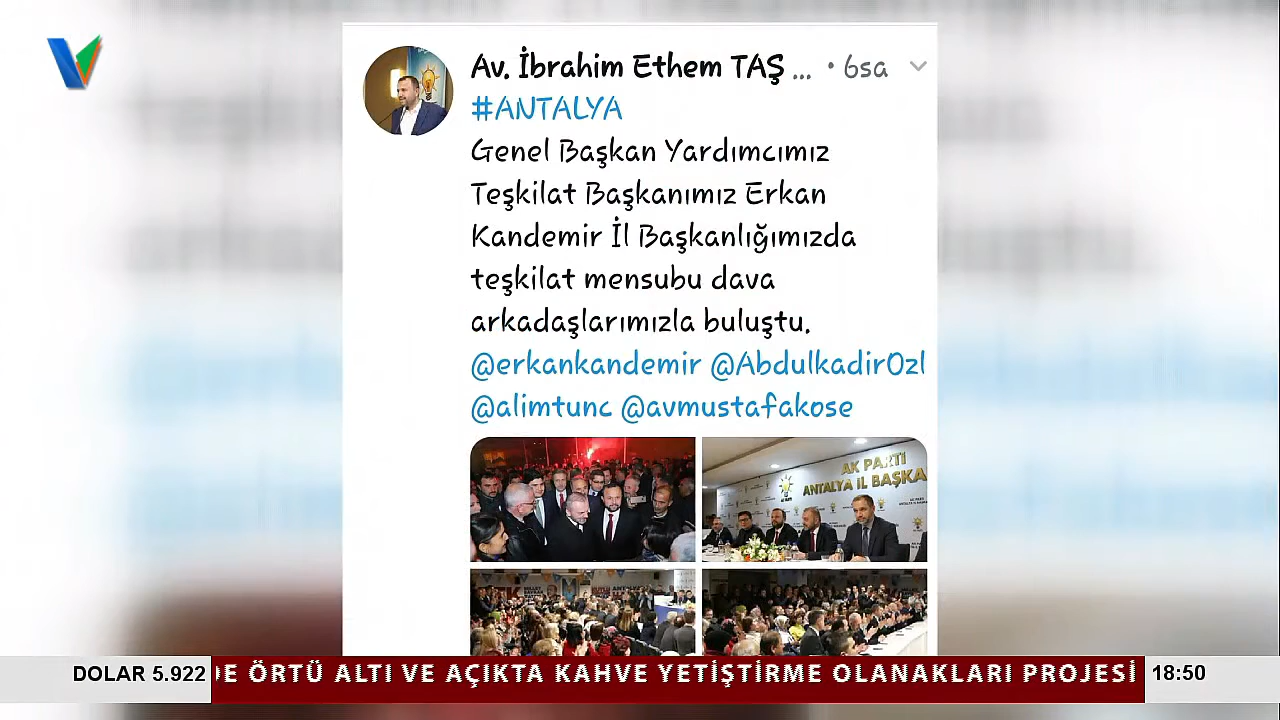 Av. İbrahim Ethem TAŞ ... • 6sa
#ANTALYA
Genel Başkan Yardımcımız
Teşkilat Başkanımız Erkan
Kandemir İl Başkanlığımızda
teşkilat mensubu dava
arkadaşlarımızla buluştu.
@erkankandemir @AbdulkadirOzl
@alimtunc @avmustafakose
AK PARTİ
ANTALYA İL BAŞKA
DOLAR 5.922
DE ÖRTÜ ALTI VE AÇIKTA KAHVE YETİŞTİRME OLANAKLARI PROJESİ
18:50